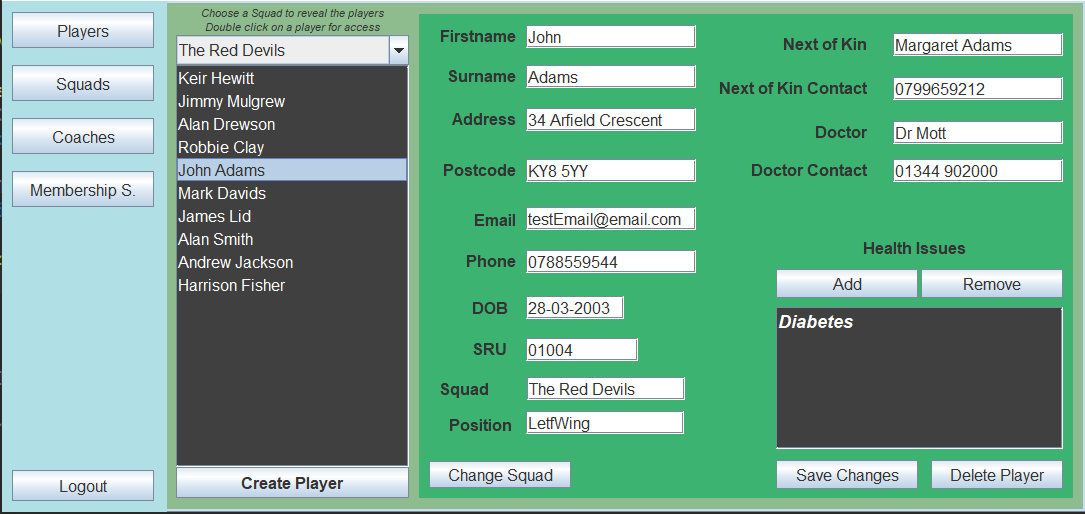 Players
Squads
Coaches
Membership S.
Logout
Choose a Squad to reveal the players
Double click on a player for access
The Red Devils
Keir Hewitt
Jimmy Mulgrew
Alan Drewson
Robbie Clay
John Adams
Mark Davids
James Lid
Alan Smith
Andrew Jackson
Harrison Fisher
Create Player
Firstname John
Surname Adams
Address 34 Arfield Crescent
Postcode KY8 5YY
Email testEmail@email.com
Phone 0788559544
DOB 28-03-2003
SRU 01004
Squad The Red Devils
Position LetfWing
Change Squad
Next of Kin Margaret Adams
Next of Kin Contact 0799659212
Doctor Dr Mott
Doctor Contact 01344 902000
Health Issues
Add Remove
Diabetes
Save Changes Delete Player